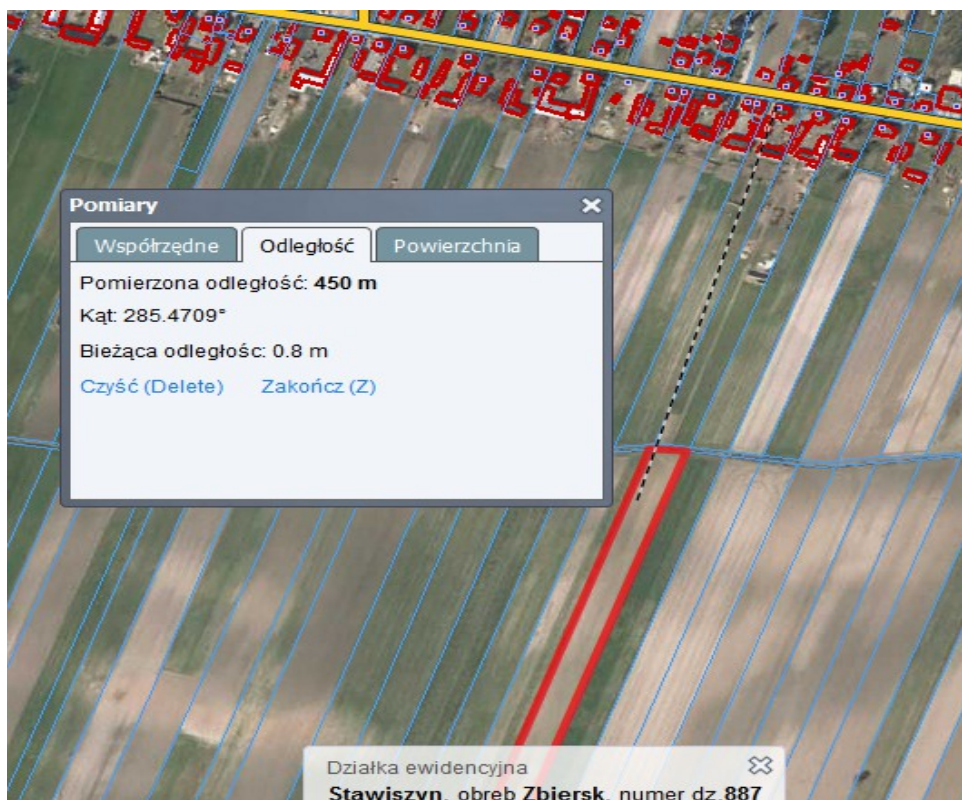 Pomiary
Współrzędne Odległość Powierzchnia
Pomierzona odległość: 450 m
Kąt: 285.4709°
Bieżąca odległośc: 0.8 m
Czyść (Delete) Zakończ (Z)
Działka ewidencyjna
Stawiszyn, obręb Zbiersk, numer dz.887